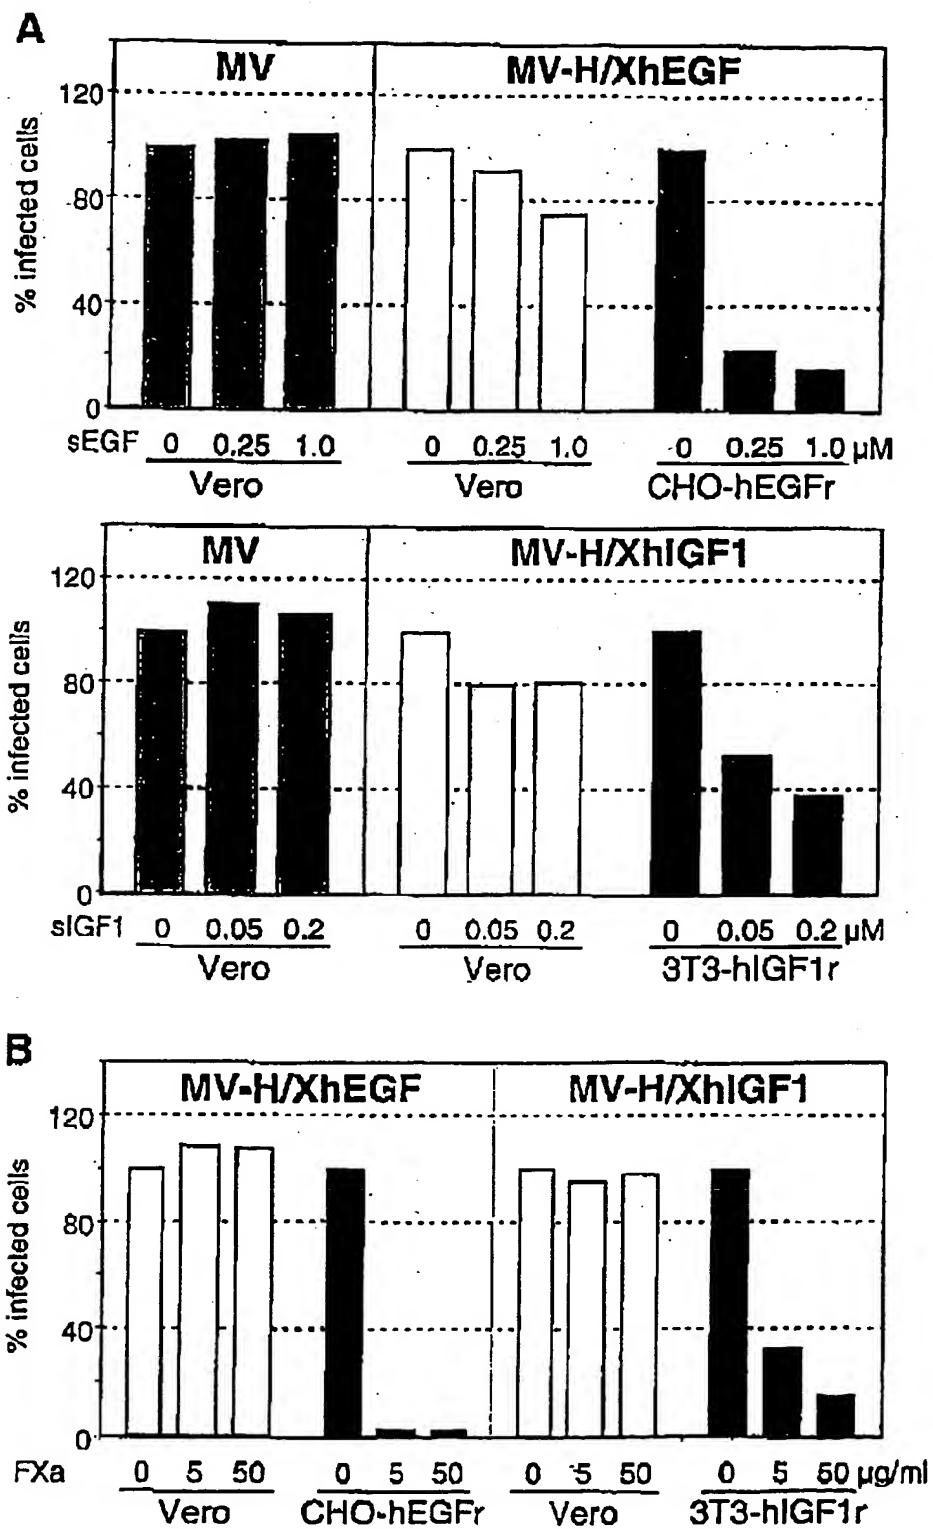 A
MV MV-H/XhEGF
120
80
40
0
% infected cells
sEGF 0 0.25 1.0 0 0.25 1.0 0 0.25 1.0 µM
Vero Vero CHO-hEGFr
MV MV-H/XhIGF1
120
80
40
0
% infected cells
sIGF1 0 0.05 0.2 0 0.05 0.2 0 0.05 0.2 µM
Vero Vero 3T3-hIGF1r
B
MV-H/XhEGF MV-H/XhIGF1
120
80
40
0
% infected cells
FXa 0 5 50 0 5 50 0 5 50 0 5 50 µg/ml
Vero CHO-hEGFr Vero 3T3-hIGF1r